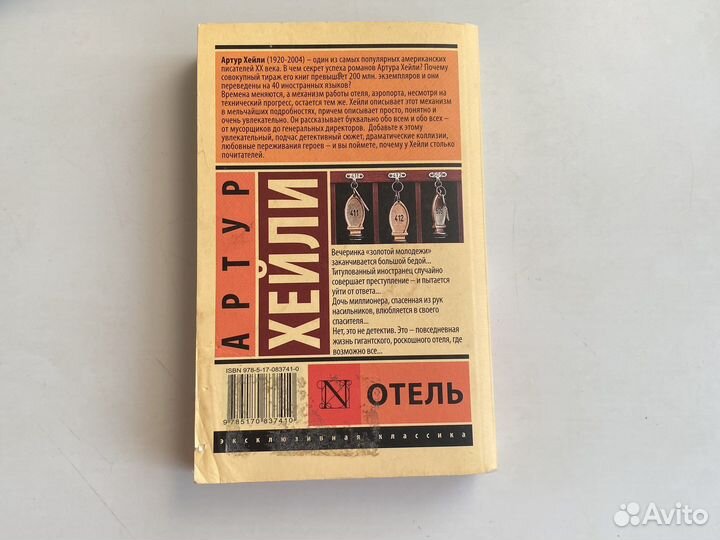 Артур Хейли (1920-2004) – один из самых популярных американских
писателей XX века. В чем секрет успеха романов Артура Хейли? Почему
совокупный тираж его книг превышает 200 млн. экземпляров и они
переведены на 40 иностранных языков?
Времена меняются, а механизм работы отеля, аэропорта, несмотря на
технический прогресс, остается тем же. Хейли описывает этот механизм
в мельчайших подробностях, причем описывает просто, понятно и
очень увлекательно. Он рассказывает буквально обо всем и обо всех –
от мусорщиков до генеральных директоров. Добавьте к этому
увлекательный, подчас детективный сюжет, драматические коллизии,
любовные переживания героев – и вы поймете, почему у Хейли столько
почитателей.
АРТУР
ХЕЙЛИ
411
412
Вечеринка «золотой молодежи»
заканчивается большой бедой...
Титулованный иностранец случайно
совершает преступление – и пытается
уйти от ответа...
Дочь миллионера, спасенная из рук
насильников, влюбляется в своего
спасителя...
Нет, это не детектив. Это – повседневная
жизнь гигантского, роскошного отеля, где
возможно все...
ISBN 978-5-17-083741-0
9 785170 837410
N
ОТЕЛЬ
эксклюзивная классика
Avito